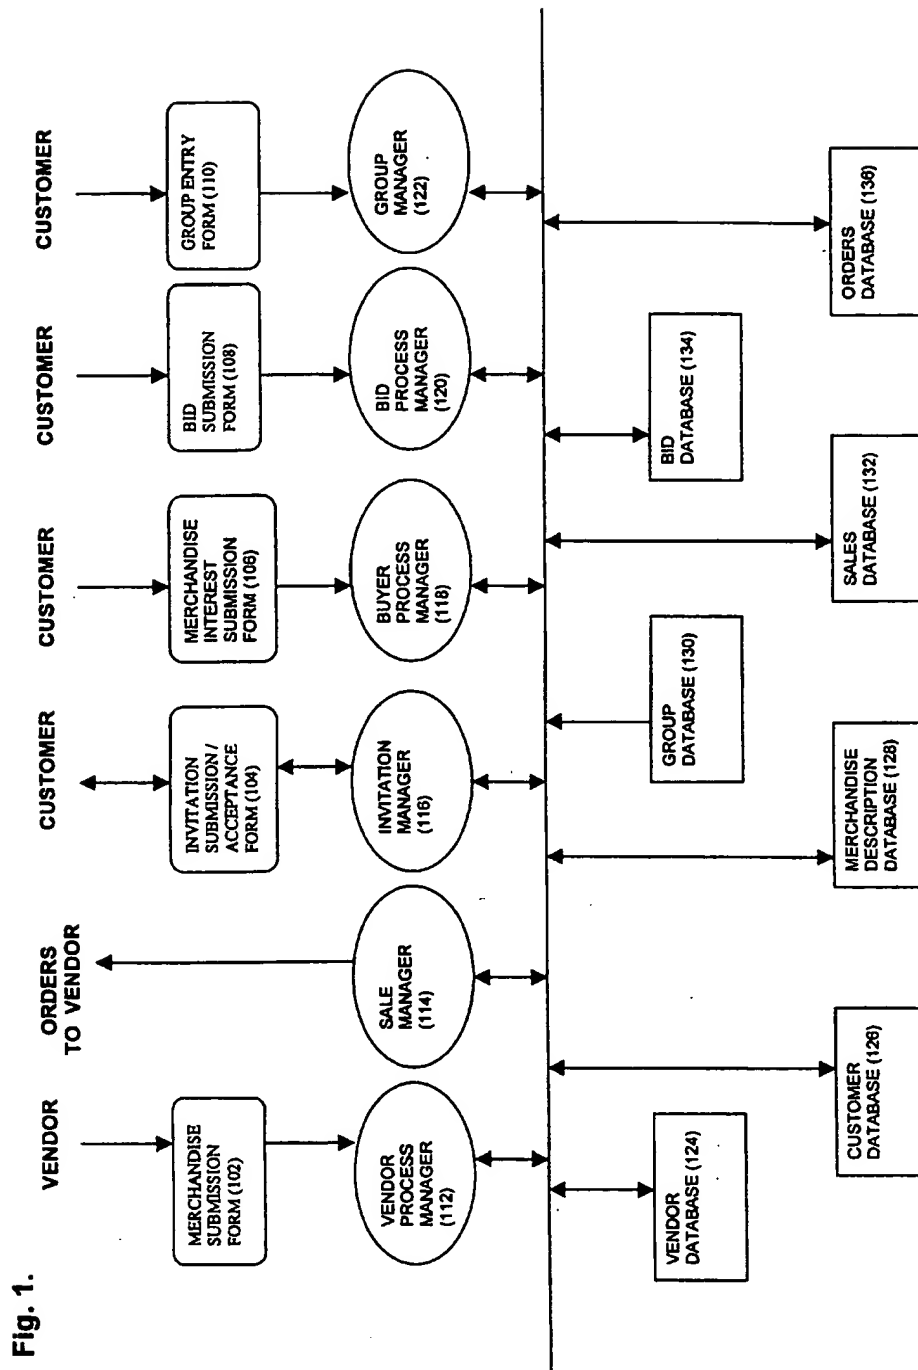 Fig. 1.
VENDOR
ORDERS
TO VENDOR
CUSTOMER
CUSTOMER
CUSTOMER
CUSTOMER
MERCHANDISE
SUBMISSION
FORM (102)
INVITATION
SUBMISSION /
ACCEPTANCE
FORM (104)
MERCHANDISE
INTEREST
SUBMISSION
FORM (106)
BID
SUBMISSION
FORM (108)
GROUP ENTRY
FORM (110)
VENDOR
PROCESS
MANAGER
(112)
SALE
MANAGER
(114)
INVITATION
MANAGER
(116)
BUYER
PROCESS
MANAGER
(118)
BID
PROCESS
MANAGER
(120)
GROUP
MANAGER
(122)
VENDOR
DATABASE (124)
GROUP
DATABASE (130)
BID
DATABASE (134)
CUSTOMER
DATABASE (126)
MERCHANDISE
DESCRIPTION
DATABASE (128)
SALES
DATABASE (132)
ORDERS
DATABASE (136)